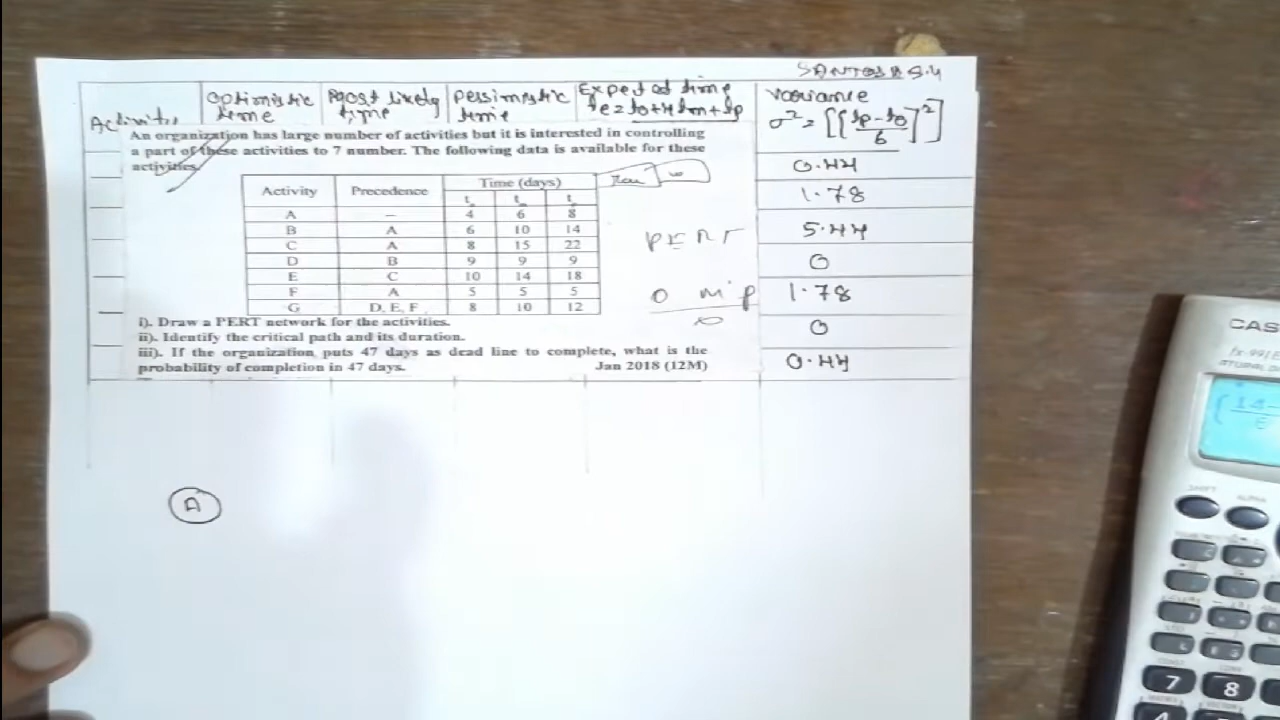 SANTOSH S.Y
Activity
Optimistic time
Most likely time
Pessimistic time
Expected time te = to + 4 tm + tp
Variance
σ² = [[tp - to / 6]²]
An organization has large number of activities but it is interested in controlling
a part of these activities to 7 number. The following data is available for these
activities.
Activity Precedence Time (days)
t t t
A – 4 6 8
B A 6 10 14
C A 8 15 22
D B 9 9 9
E C 10 14 18
F A 5 5 5
G D, E, F 8 10 12
PERT
O M P
i). Draw a PERT network for the activities.
ii). Identify the critical path and its duration.
iii). If the organization puts 47 days as dead line to complete, what is the
probability of completion in 47 days. Jan 2018 (12M)
0.44
1.78
5.44
0
1.78
0
0.44
A
CAS
fx-991E
SHIFT ALPHA
7 8